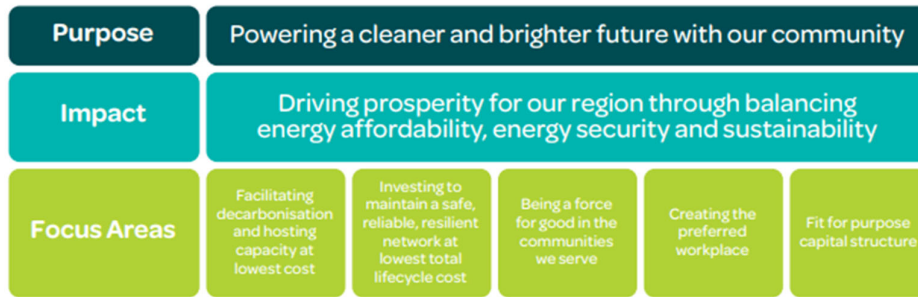 Purpose
Powering a cleaner and brighter future with our community
Impact
Driving prosperity for our region through balancing
energy affordability, energy security and sustainability
Focus Areas
Facilitating
decarbonisation
and hosting
capacity at
lowest cost
Investing to
maintain a safe,
reliable, resilient
network at
lowest total
lifecycle cost
Being a force
for good in the
communities
we serve
Creating the
preferred
workplace
Fit for purpose
capital structure